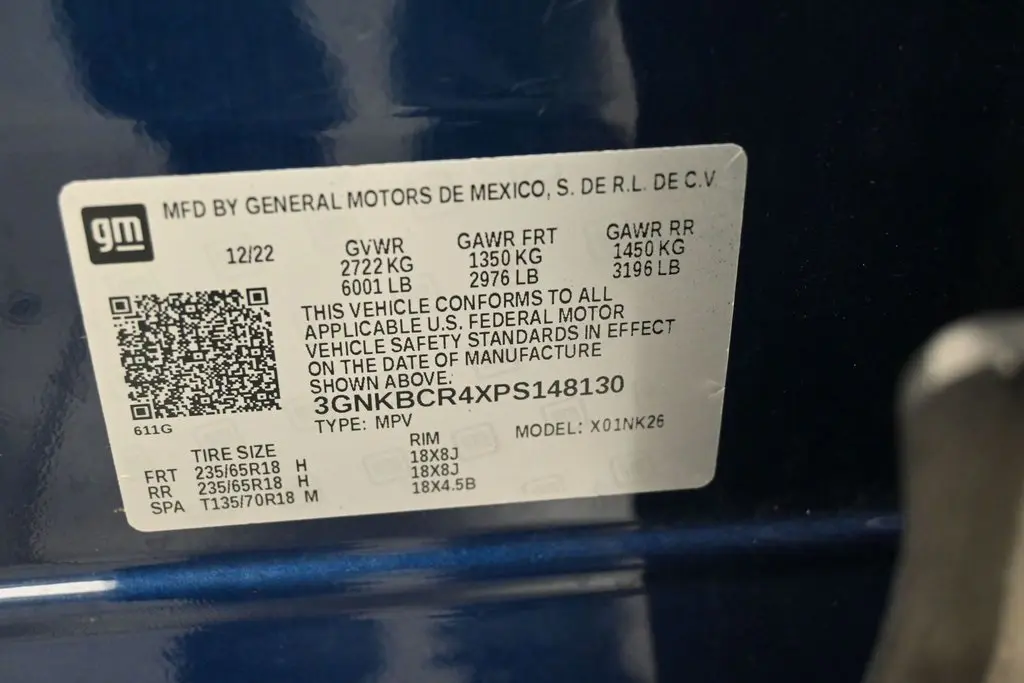 gm
MFD BY GENERAL MOTORS DE MEXICO, S. DE R.L. DE C.V.
12/22
GVWR
2722 KG
6001 LB
GAWR FRT
1350 KG
2976 LB
GAWR RR
1450 KG
3196 LB
THIS VEHICLE CONFORMS TO ALL
APPLICABLE U.S. FEDERAL MOTOR
VEHICLE SAFETY STANDARDS IN EFFECT
ON THE DATE OF MANUFACTURE
SHOWN ABOVE.
3GNKBCR4XPS148130
611G
TYPE: MPV
MODEL: X01NK26
TIRE SIZE RIM
FRT 235/65R18 H 18X8J
RR 235/65R18 H 18X8J
SPA T135/70R18 M 18X4.5B